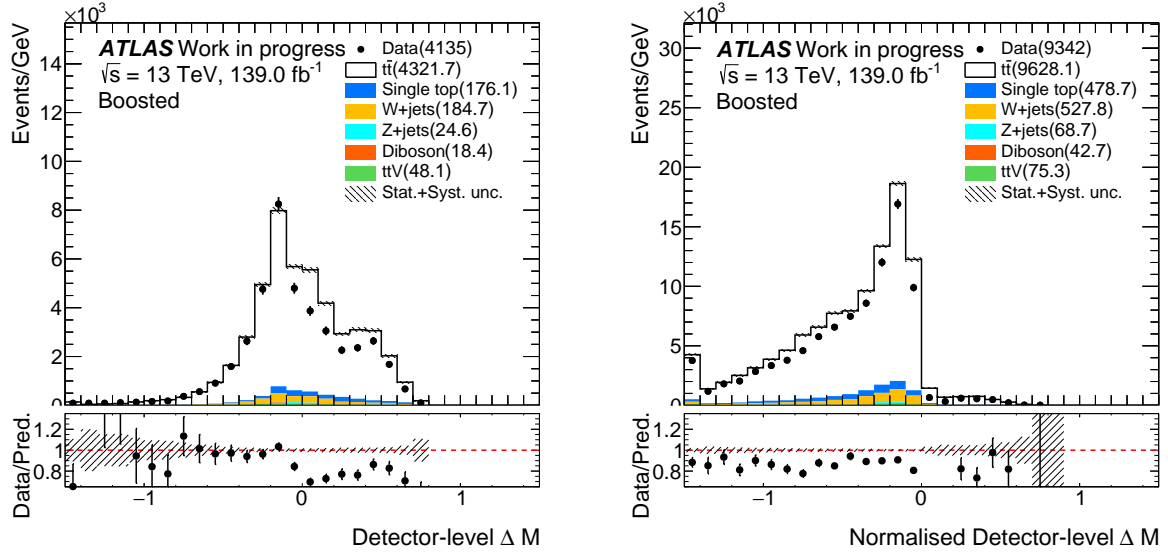 ×10³
Events/GeV
14
12
10
8
6
4
2
0
ATLAS Work in progress
√s = 13 TeV, 139.0 fb⁻¹
Boosted
Data(4135)
tt̄(4321.7)
Single top(176.1)
W+jets(184.7)
Z+jets(24.6)
Diboson(18.4)
ttV(48.1)
Stat.+Syst. unc.
Data/Pred.
1.2
1
0.8
−1
0
1
Detector-level Δ M
×10³
Events/GeV
30
25
20
15
10
5
0
ATLAS Work in progress
√s = 13 TeV, 139.0 fb⁻¹
Boosted
Data(9342)
tt̄(9628.1)
Single top(478.7)
W+jets(527.8)
Z+jets(68.7)
Diboson(42.7)
ttV(75.3)
Stat.+Syst. unc.
Data/Pred.
1.2
1
0.8
−1
0
1
Normalised Detector-level Δ M